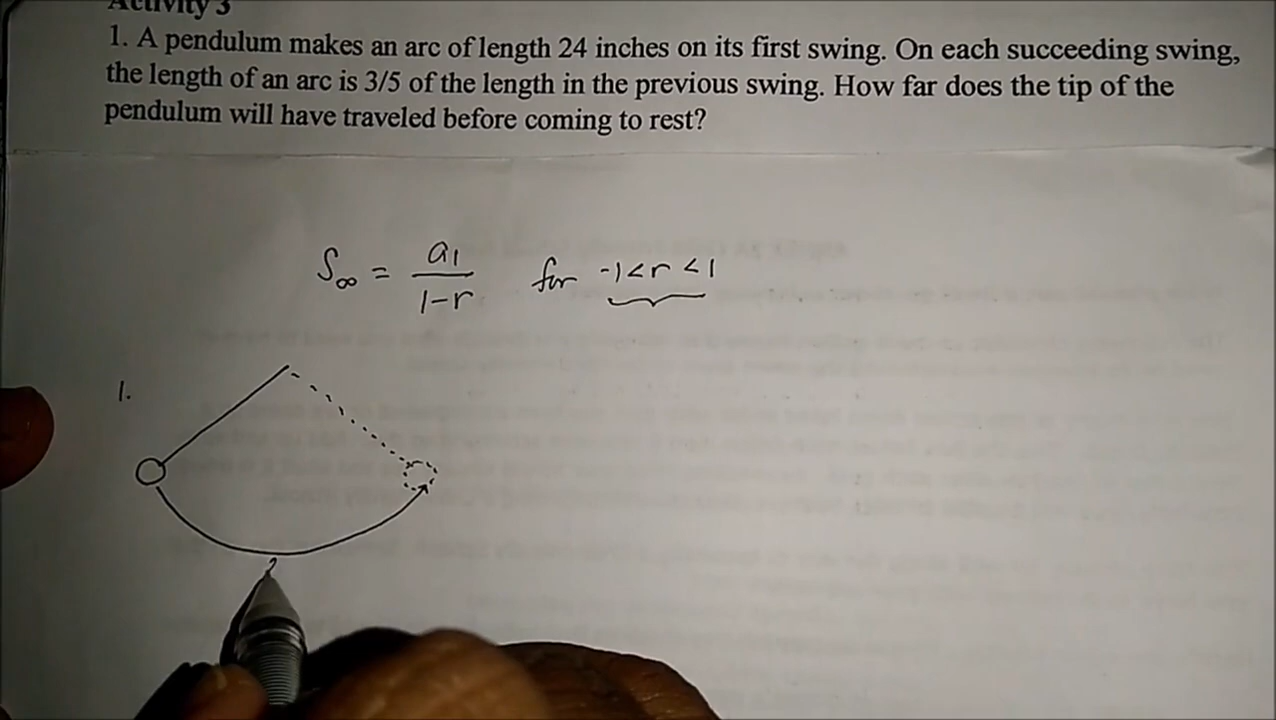 Activity 3
1. A pendulum makes an arc of length 24 inches on its first swing. On each succeeding swing,
the length of an arc is 3/5 of the length in the previous swing. How far does the tip of the
pendulum will have traveled before coming to rest?
S∞ = a1/1-r for -1<r<1
1.